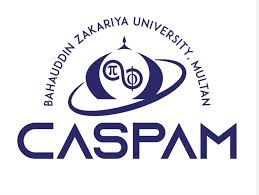 BAHAUDDIN ZAKARIYA UNIVERSITY, MULTAN
π φ
CASPAM